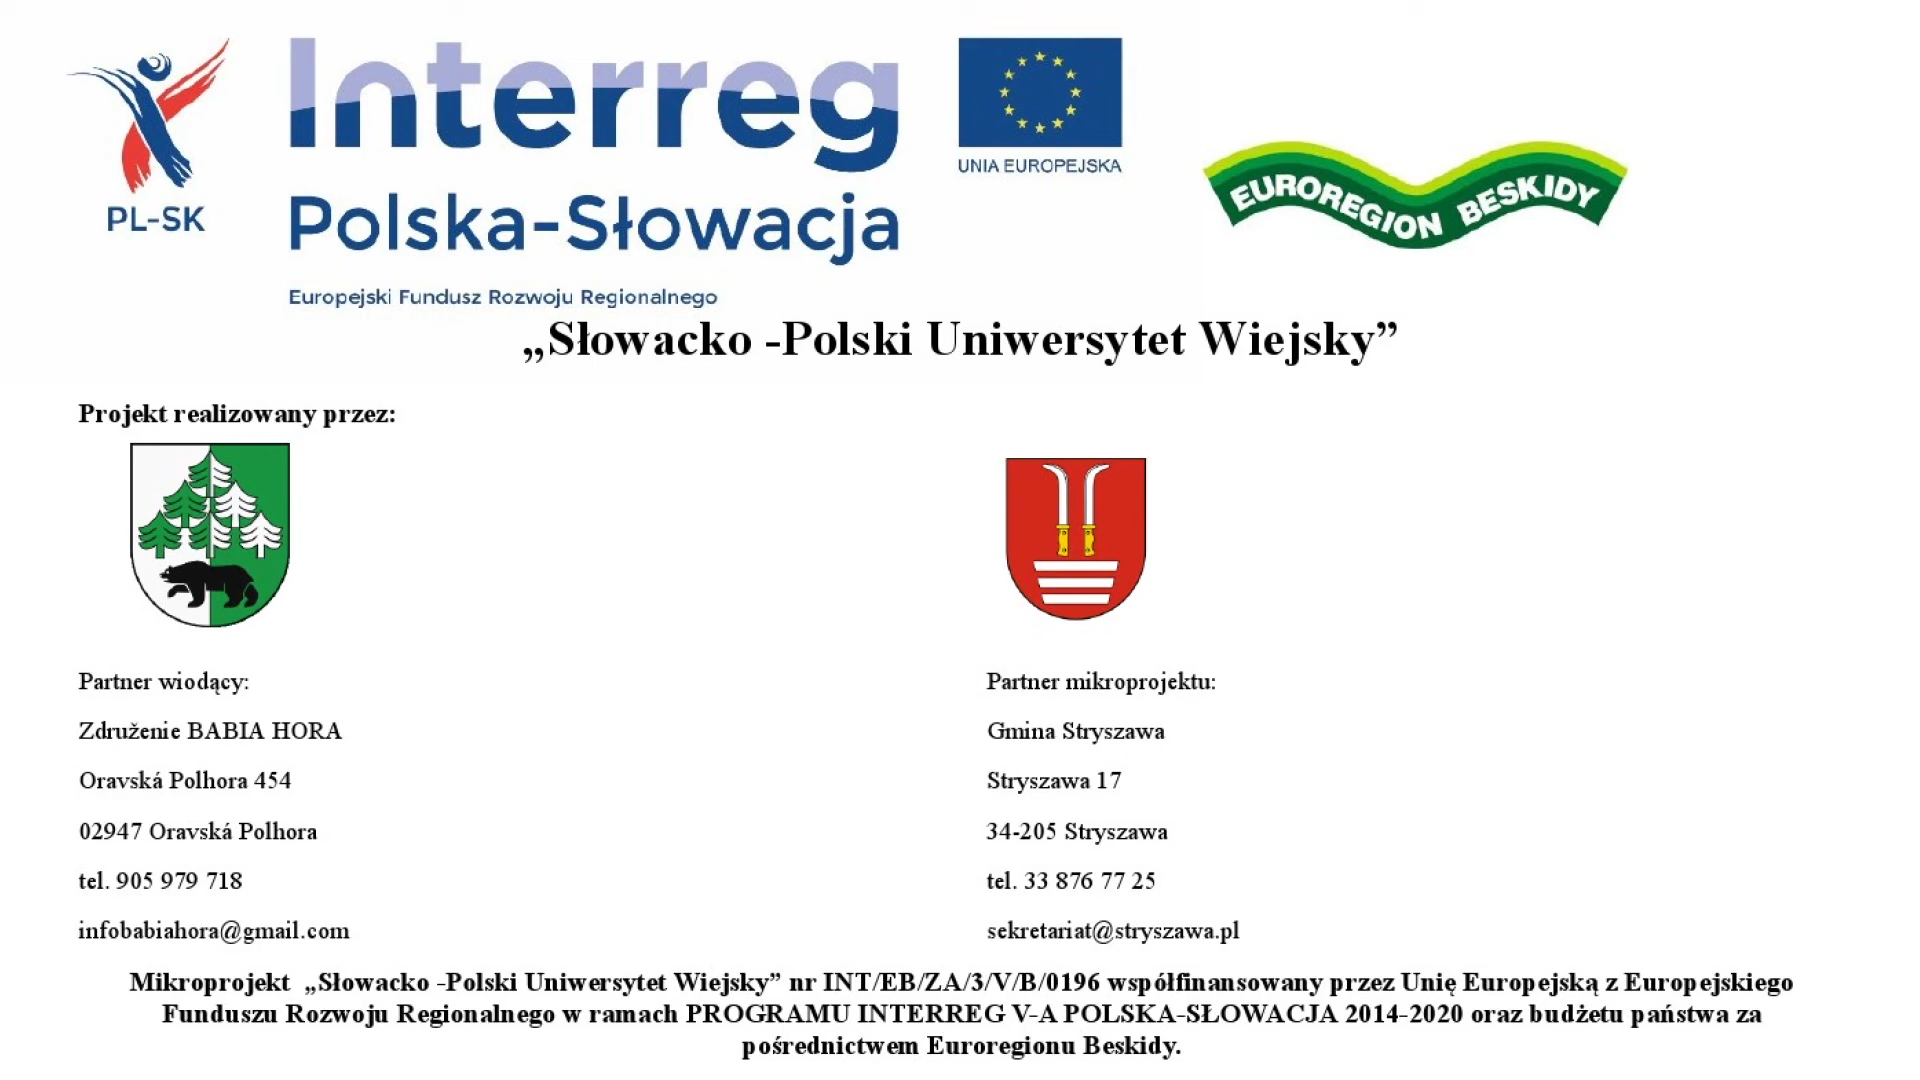 PL-SK
Interreg
Polska-Słowacja
Europejski Fundusz Rozwoju Regionalnego
UNIA EUROPEJSKA
EUROREGION BESKIDY
„Słowacko -Polski Uniwersytet Wiejsky”
Projekt realizowany przez:
Partner wiodący:
Združenie BABIA HORA
Oravská Polhora 454
02947 Oravská Polhora
tel. 905 979 718
infobabiahora@gmail.com
Partner mikroprojektu:
Gmina Stryszawa
Stryszawa 17
34-205 Stryszawa
tel. 33 876 77 25
sekretariat@stryszawa.pl
Mikroprojekt „Słowacko -Polski Uniwersytet Wiejsky” nr INT/EB/ZA/3/V/B/0196 współfinansowany przez Unię Europejską z Europejskiego
Funduszu Rozwoju Regionalnego w ramach PROGRAMU INTERREG V-A POLSKA-SŁOWACJA 2014-2020 oraz budżetu państwa za
pośrednictwem Euroregionu Beskidy.